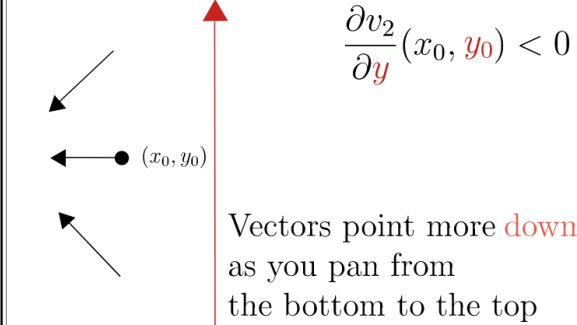 ∂v₂/∂y (x₀, y₀) < 0
(x₀, y₀)
Vectors point more down
as you pan from
the bottom to the top